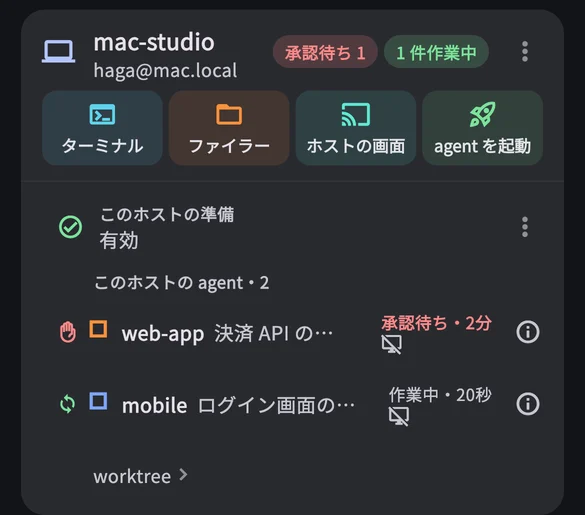 mac-studio
haga@mac.local
承認待ち 1
1 件作業中
ターミナル
ファイラー
ホストの画面
agent を起動
このホストの準備
有効
このホストの agent・2
web-app 決済 API の…
承認待ち・2分
mobile ログイン画面の…
作業中・20秒
worktree